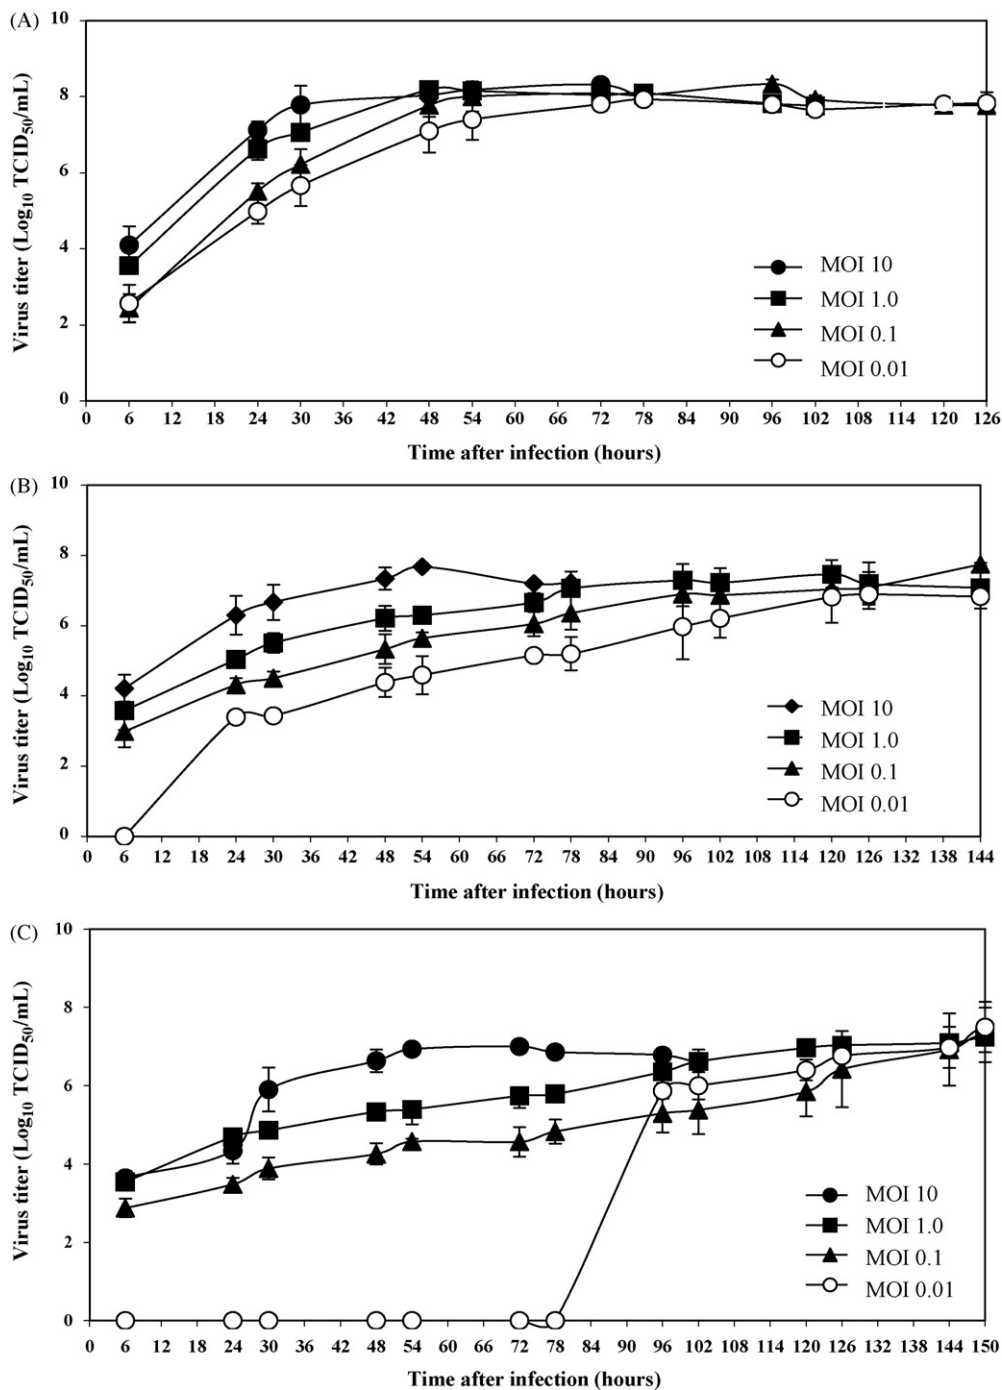 (A)
10
8
6
4
2
0
Virus titer (Log10 TCID50/mL)
MOI 10
MOI 1.0
MOI 0.1
MOI 0.01
0 6 12 18 24 30 36 42 48 54 60 66 72 78 84 90 96 102 108 114 120 126
Time after infection (hours)
(B)
10
8
6
4
2
0
Virus titer (Log10 TCID50/mL)
MOI 10
MOI 1.0
MOI 0.1
MOI 0.01
0 6 12 18 24 30 36 42 48 54 60 66 72 78 84 90 96 102 108 114 120 126 132 138 144
Time after infection (hours)
(C)
10
8
6
4
2
0
Virus titer (Log10 TCID50/mL)
MOI 10
MOI 1.0
MOI 0.1
MOI 0.01
0 6 12 18 24 30 36 42 48 54 60 66 72 78 84 90 96 102 108 114 120 126 132 138 144 150
Time after infection (hours)